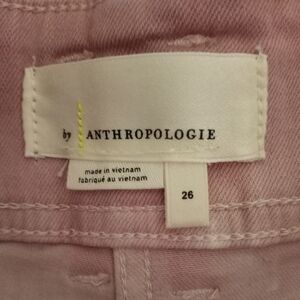 by ANTHROPOLOGIE
made in vietnam
fabriqué au vietnam
26